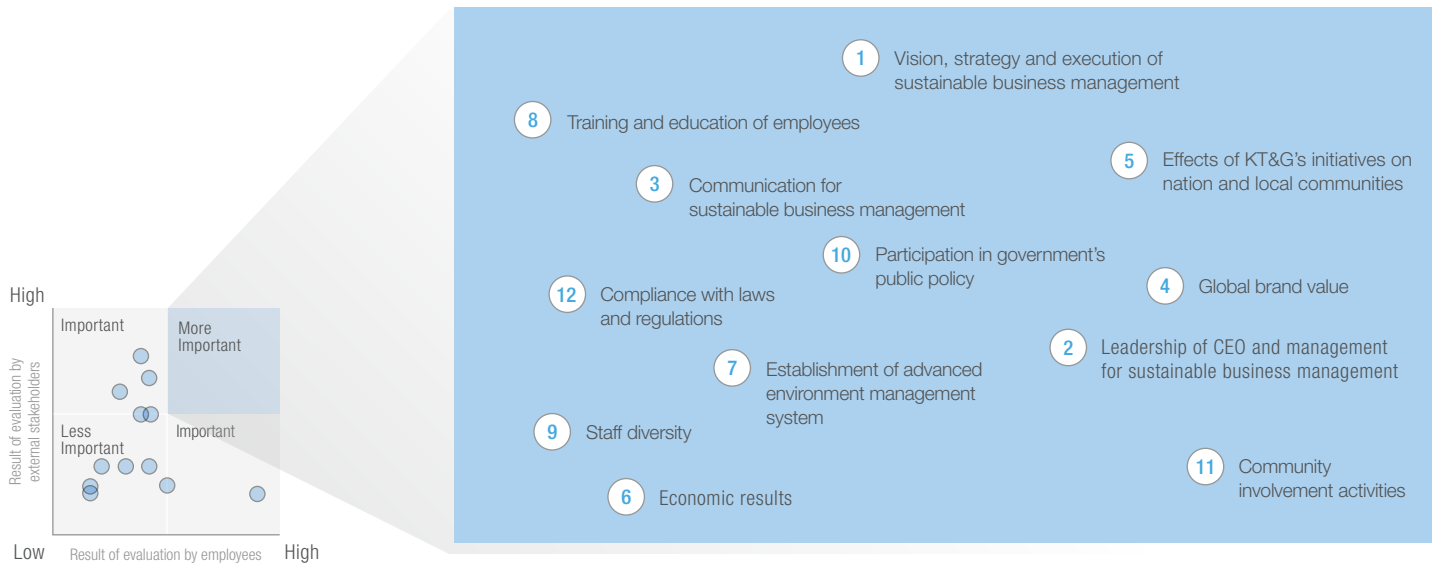 1
Vision, strategy and execution of
sustainable business management
8
Training and education of employees
5
Effects of KT&G's initiatives on
nation and local communities
3
Communication for
sustainable business management
10
Participation in government's
public policy
12
Compliance with laws
and regulations
4
Global brand value
2
Leadership of CEO and management
for sustainable business management
7
Establishment of advanced
environment management
system
9
Staff diversity
11
Community
involvement activities
6
Economic results
High
Important
More
Important
Less
Important
Important
Result of evaluation by
external stakeholders
Low
Result of evaluation by employees
High